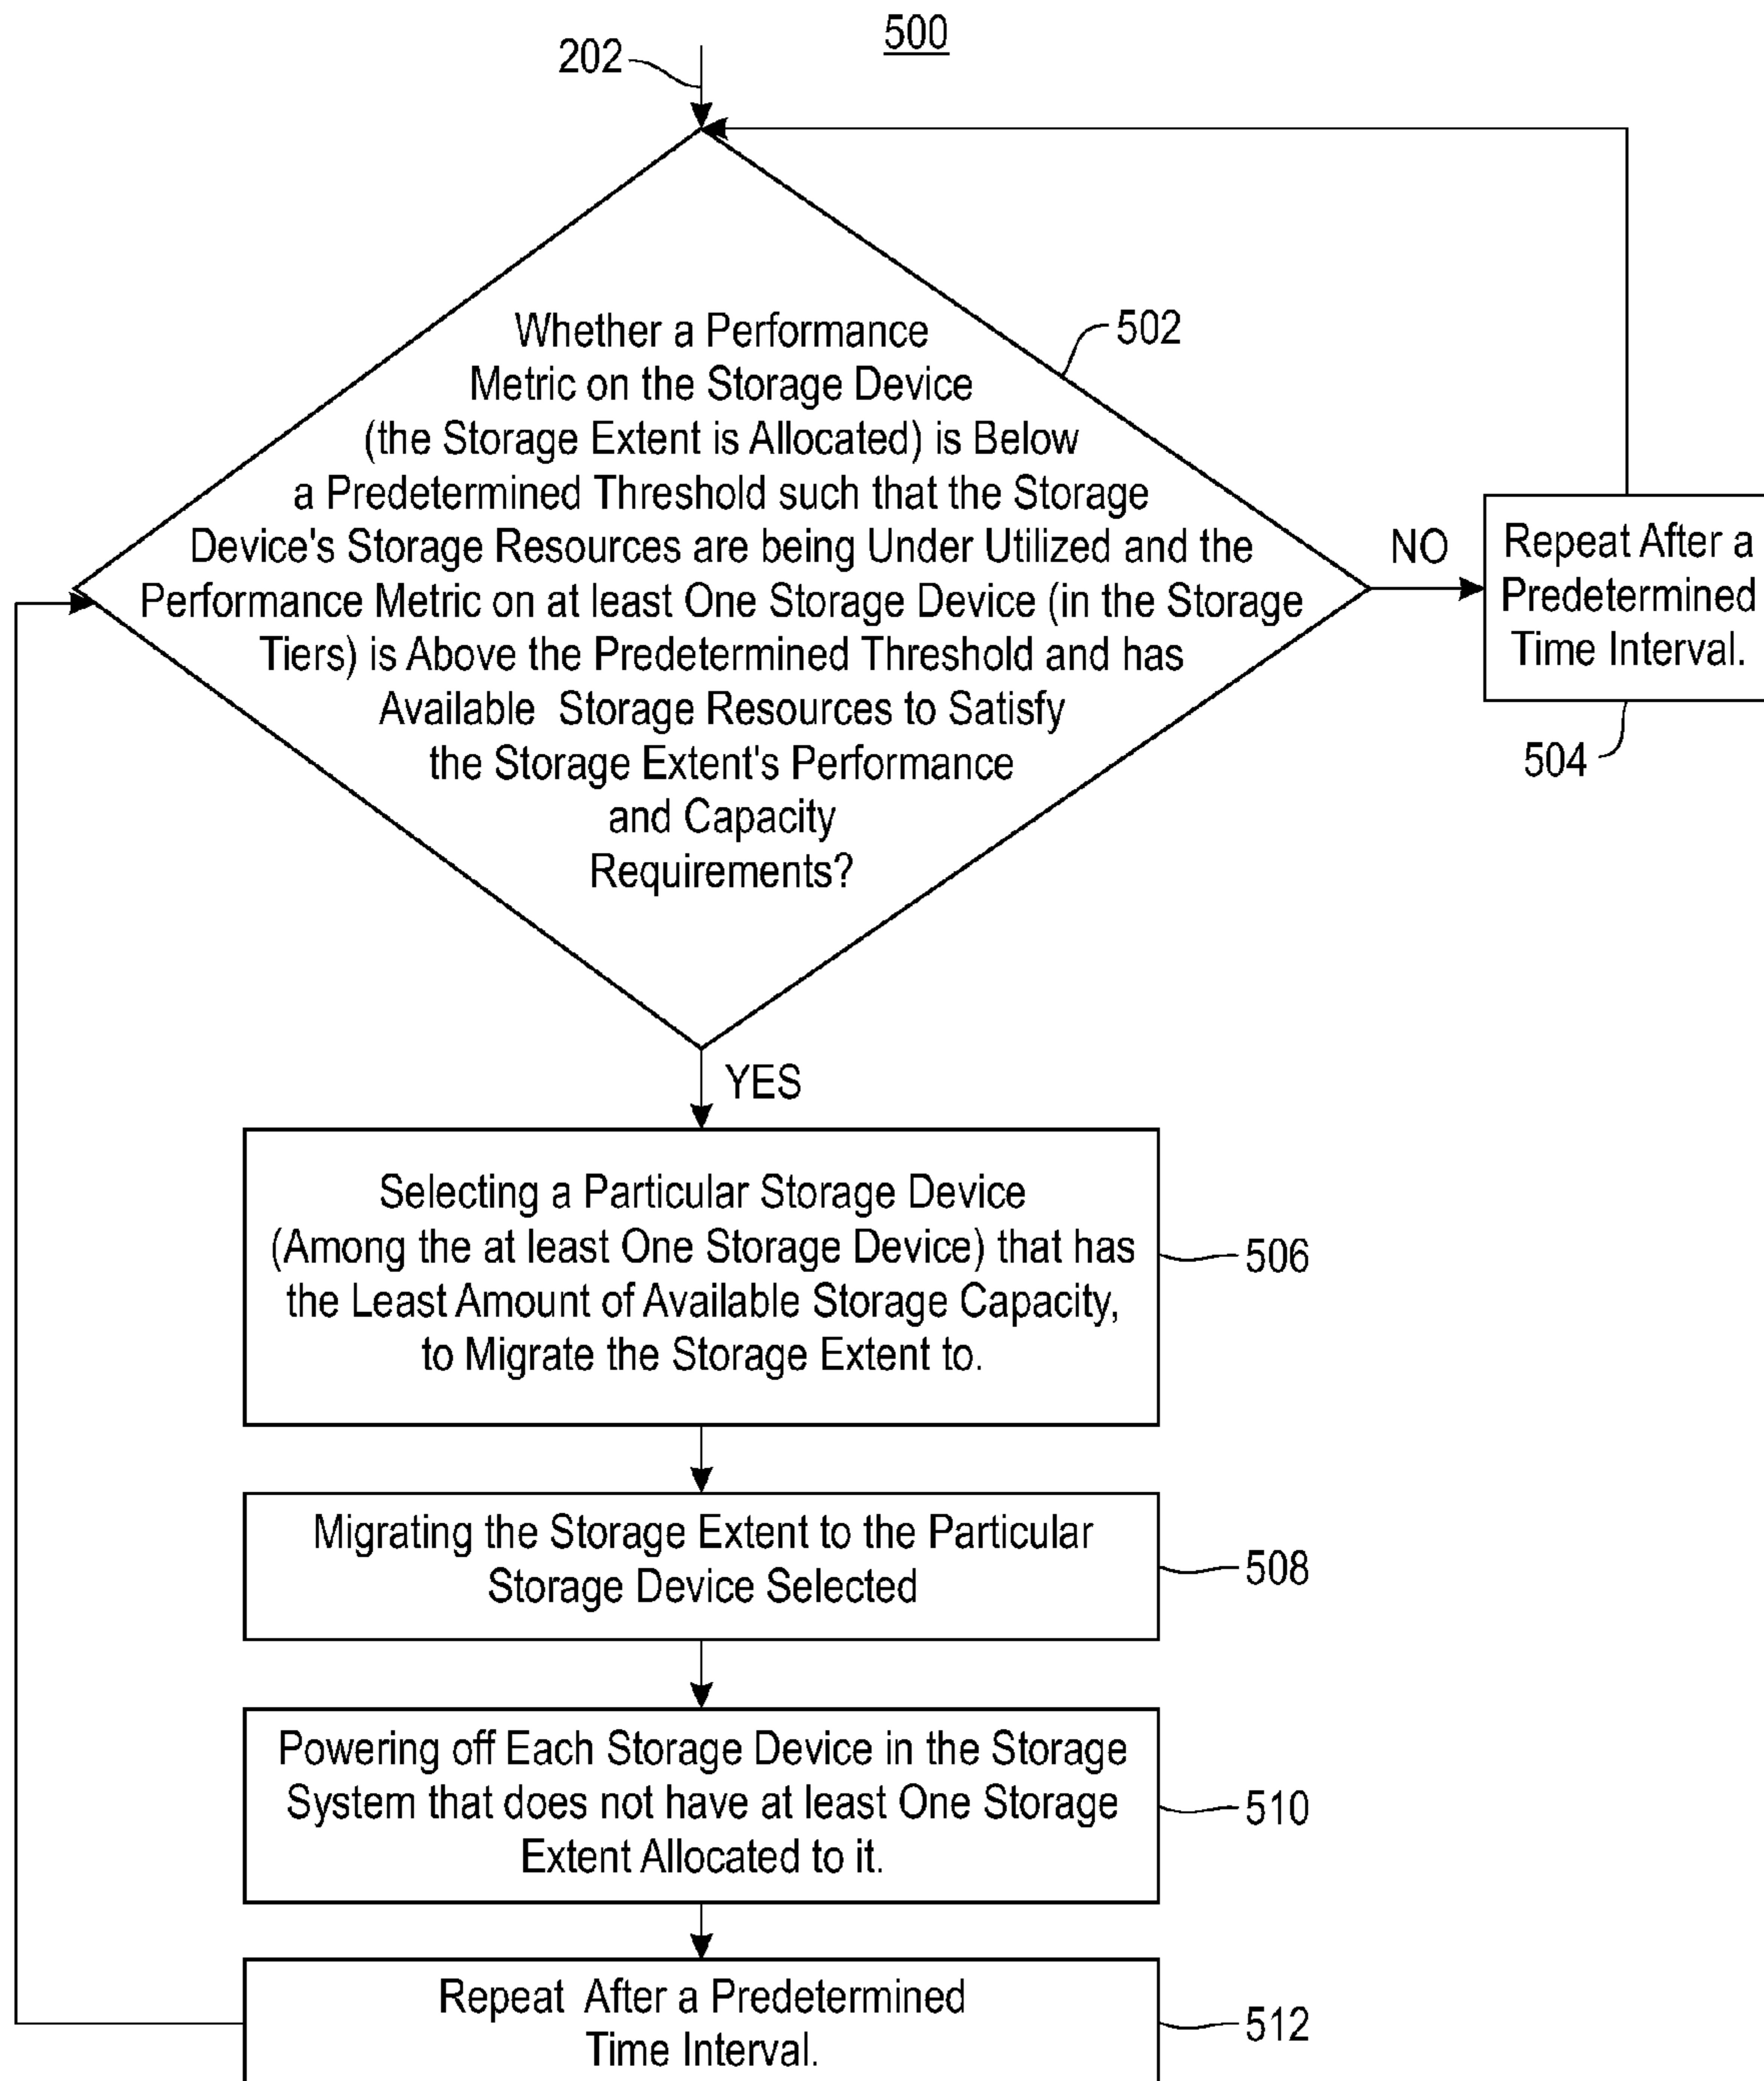 500
202
Whether a Performance
Metric on the Storage Device
(the Storage Extent is Allocated) is Below
a Predetermined Threshold such that the Storage
Device's Storage Resources are being Under Utilized and the
Performance Metric on at least One Storage Device (in the Storage
Tiers) is Above the Predetermined Threshold and has
Available Storage Resources to Satisfy
the Storage Extent's Performance
and Capacity
Requirements?
502
NO
Repeat After a
Predetermined
Time Interval.
504
YES
Selecting a Particular Storage Device
(Among the at least One Storage Device) that has
the Least Amount of Available Storage Capacity,
to Migrate the Storage Extent to.
506
Migrating the Storage Extent to the Particular
Storage Device Selected
508
Powering off Each Storage Device in the Storage
System that does not have at least One Storage
Extent Allocated to it.
510
Repeat After a Predetermined
Time Interval.
512